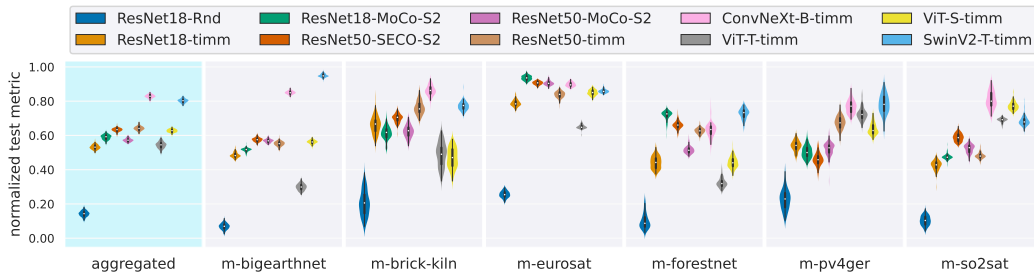 ResNet18-Rnd ResNet18-MoCo-S2 ResNet50-MoCo-S2 ConvNeXt-B-timm ViT-S-timm
ResNet18-timm ResNet50-SECO-S2 ResNet50-timm ViT-T-timm SwinV2-T-timm
normalized test metric
1.00
0.80
0.60
0.40
0.20
0.00
aggregated m-bigearthnet m-brick-kiln m-eurosat m-forestnet m-pv4ger m-so2sat